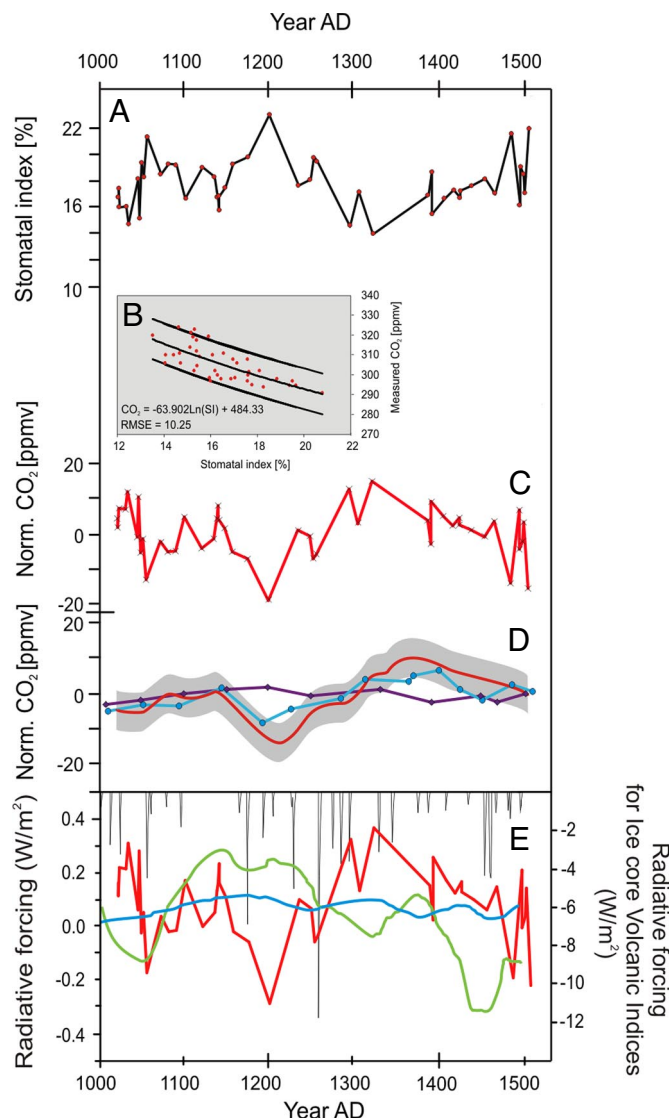 Year AD
1000 1100 1200 1300 1400 1500
A
Stomatal index [%]
22
16
10
B
340
330
320
310
300
290
280
270
Measured CO₂ [ppmv]
CO₂ = -63.902Ln(SI) + 484.33
RMSE = 10.25
12 14 16 18 20 22
Stomatal index [%]
C
Norm. CO₂ [ppmv]
20
0
-20
D
Norm. CO₂ [ppmv]
20
0
-20
E
Radiative forcing (W/m²)
0.4
0.2
0.0
-0.2
-0.4
-2
-4
-6
-8
-10
-12
Radiative forcing
for Ice core Volcanic Indices
(W/m²)
1000 1100 1200 1300 1400 1500
Year AD